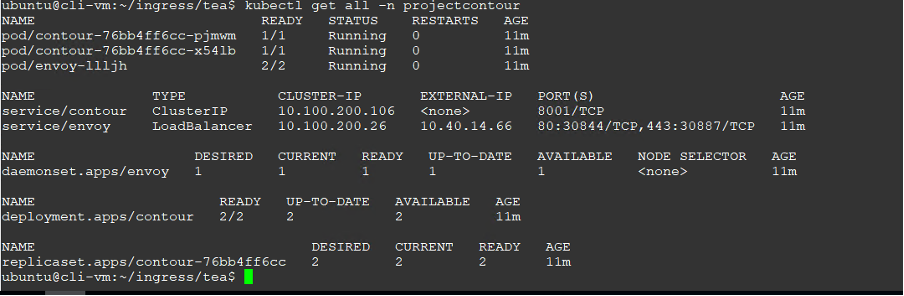 ubuntu@cli-vm:~/ingress/tea$ kubectl get all -n projectcontour
NAME                           READY   STATUS    RESTARTS   AGE
pod/contour-76bb4ff6cc-pjmwm   1/1     Running   0          11m
pod/contour-76bb4ff6cc-x54lb   1/1     Running   0          11m
pod/envoy-llljh                2/2     Running   0          11m
NAME              TYPE           CLUSTER-IP       EXTERNAL-IP   PORT(S)                      AGE
service/contour   ClusterIP      10.100.200.106   <none>        8001/TCP                     11m
service/envoy     LoadBalancer   10.100.200.26    10.40.14.66   80:30844/TCP,443:30887/TCP   11m
NAME                   DESIRED   CURRENT   READY   UP-TO-DATE   AVAILABLE   NODE SELECTOR   AGE
daemonset.apps/envoy   1         1         1       1            1           <none>          11m
NAME                      READY   UP-TO-DATE   AVAILABLE   AGE
deployment.apps/contour   2/2     2            2           11m
NAME                                 DESIRED   CURRENT   READY   AGE
replicaset.apps/contour-76bb4ff6cc   2         2         2       11m
ubuntu@cli-vm:~/ingress/tea$